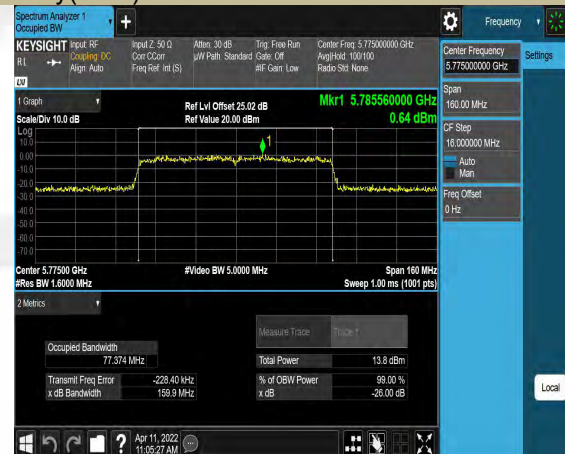 Spectrum Analyzer 1
Occupied BW
Frequency
KEYSIGHT
R L
LXI
Input: RF
Coupling: DC
Align: Auto
Input Z: 50 Ω
Corr CCorr
Freq Ref: Int (S)
Atten: 30 dB
µW Path: Standard
Trig: Free Run
Gate: Off
#IF Gain: Low
Center Freq: 5.775000000 GHz
Avg|Hold: 100/100
Radio Std: None
Center Frequency
5.775000000 GHz
Settings
Span
160.00 MHz
CF Step
16.000000 MHz
Auto
Man
Freq Offset
0 Hz
1 Graph
Scale/Div 10.0 dB
Ref Lvl Offset 25.02 dB
Ref Value 20.00 dBm
Mkr1 5.785560000 GHz
0.64 dBm
Log
10.0
0.00
-10.0
-20.0
-30.0
-40.0
-50.0
-60.0
-70.0
1
Center 5.77500 GHz
#Res BW 1.6000 MHz
#Video BW 5.0000 MHz
Span 160 MHz
Sweep 1.00 ms (1001 pts)
2 Metrics
Measure Trace
Trace 1
Occupied Bandwidth
77.374 MHz
Total Power
13.8 dBm
Transmit Freq Error
-228.40 kHz
% of OBW Power
99.00 %
x dB Bandwidth
159.9 MHz
x dB
-26.00 dB
Local
?
Apr 11, 2022
11:05:27 AM